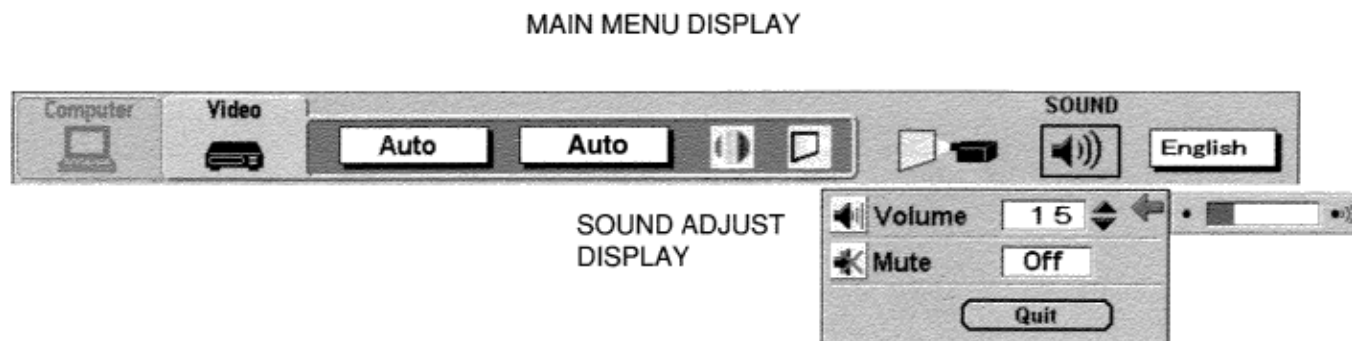 MAIN MENU DISPLAY
Computer Video SOUND
Auto Auto English
SOUND ADJUST
DISPLAY
Volume 15
Mute Off
Quit